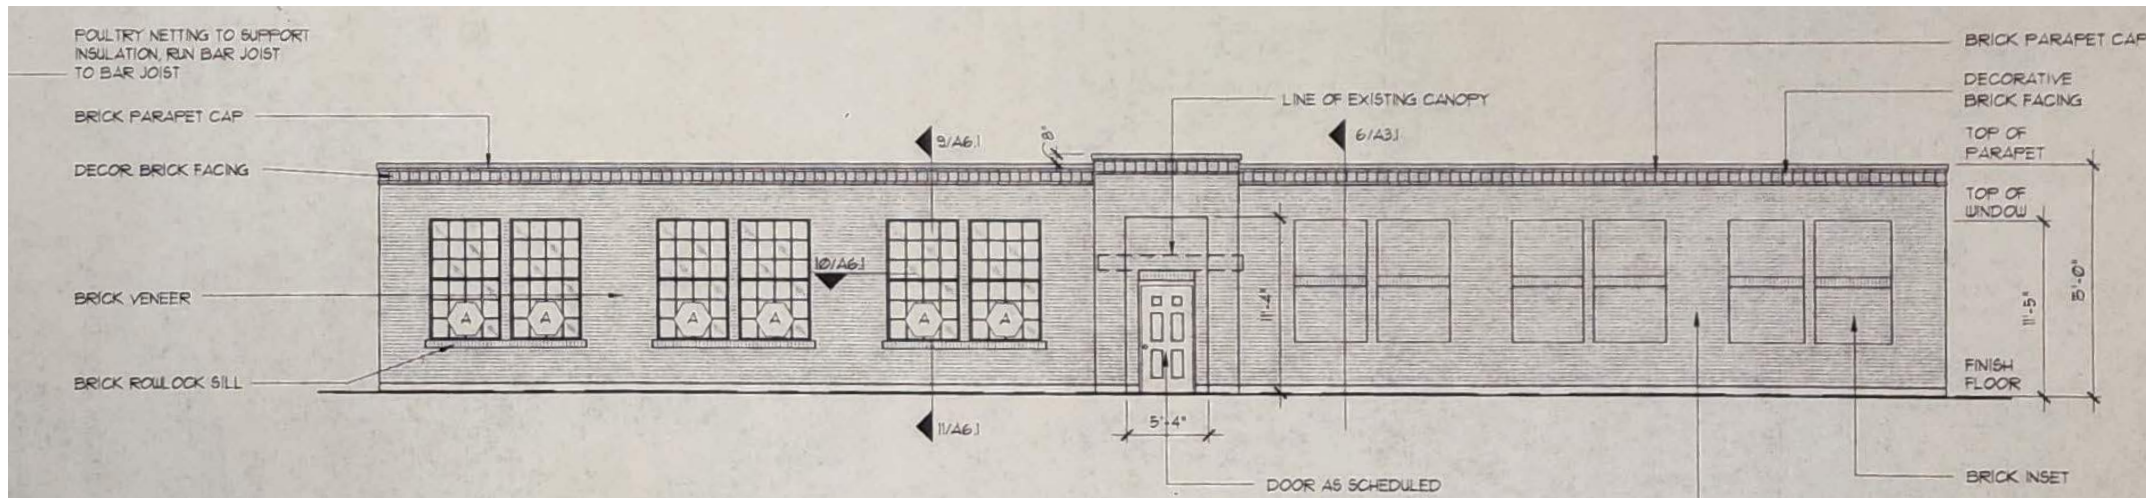 POULTRY NETTING TO SUPPORT
INSULATION, RUN BAR JOIST
TO BAR JOIST
BRICK PARAPET CAP
DECOR BRICK FACING
BRICK VENEER
BRICK ROWLOCK SILL
9/A6.1
8"
LINE OF EXISTING CANOPY
6/A3.1
10/A6.1
A
A
A
A
A
A
11/A6.1
11'-4"
5'-4"
DOOR AS SCHEDULED
BRICK PARAPET CAP
DECORATIVE
BRICK FACING
TOP OF
PARAPET
TOP OF
WINDOW
11'-5"
FINISH
FLOOR
BRICK INSET